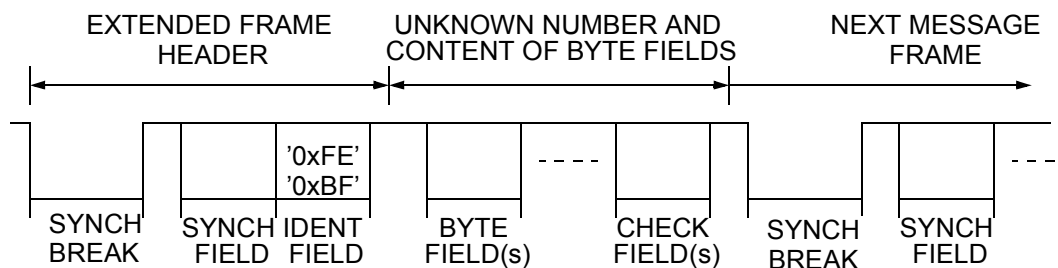 EXTENDED FRAME
HEADER
UNKNOWN NUMBER AND
CONTENT OF BYTE FIELDS
NEXT MESSAGE
FRAME
’0xFE’
’0xBF’
SYNCH
BREAK
SYNCH
FIELD
IDENT
FIELD
BYTE
FIELD(s)
CHECK
FIELD(s)
SYNCH
BREAK
SYNCH
FIELD